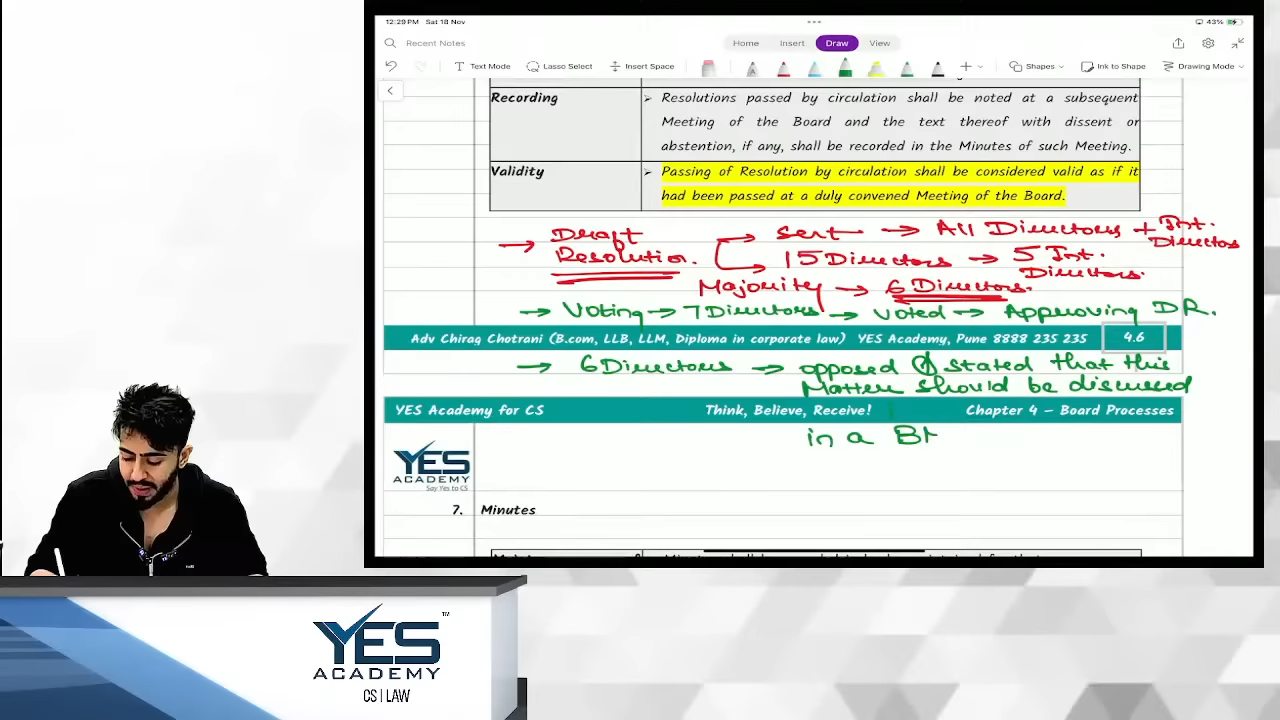 12:29 PM Sat 18 Nov
43%
Recent Notes
Home Insert Draw View
Text Mode Lasso Select Insert Space Shapes Ink to Shape Drawing Mode
Recording
➢ Resolutions passed by circulation shall be noted at a subsequent
Meeting of the Board and the text thereof with dissent or
abstention, if any, shall be recorded in the Minutes of such Meeting.
Validity
➢ Passing of Resolution by circulation shall be considered valid as if it
had been passed at a duly convened Meeting of the Board.
→ Draft Resolution.
→ Sent → All Directors + Int. Directors
→ 15 Directors → 5 Int. Directors.
Majority → 6 Directors.
→ Voting → 7 Directors → Voted → Approving D.R.
Adv Chirag Chotrani (B.com, LLB, LLM, Diploma in corporate law) YES Academy, Pune 8888 235 235 4.6
→ 6 Directors → opposed & stated that this
Matter should be discussed
YES Academy for CS Think, Believe, Receive! Chapter 4 – Board Processes
in a
YES
ACADEMY
Say Yes to CS
7. Minutes
YES™
ACADEMY
CS | LAW